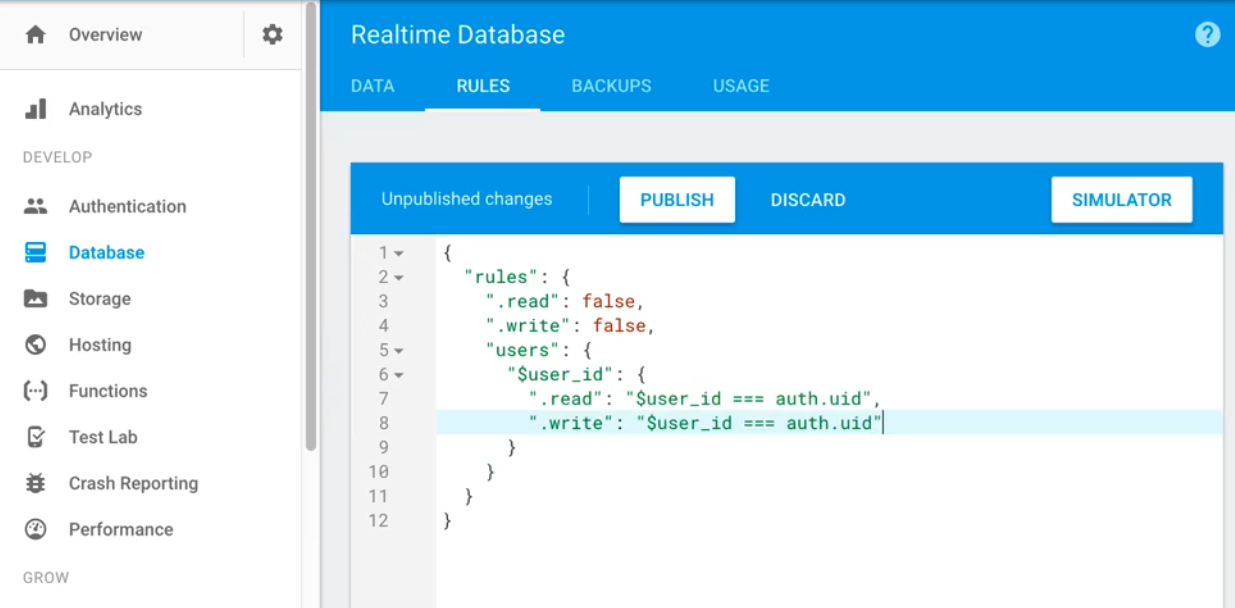 Overview
Analytics
DEVELOP
Authentication
Database
Storage
Hosting
Functions
Test Lab
Crash Reporting
Performance
GROW
Realtime Database
?
DATA RULES BACKUPS USAGE
Unpublished changes PUBLISH DISCARD SIMULATOR
1 {
2 "rules": {
3 ".read": false,
4 ".write": false,
5 "users": {
6 "$user_id": {
7 ".read": "$user_id === auth.uid",
8 ".write": "$user_id === auth.uid"
9 }
10 }
11 }
12 }